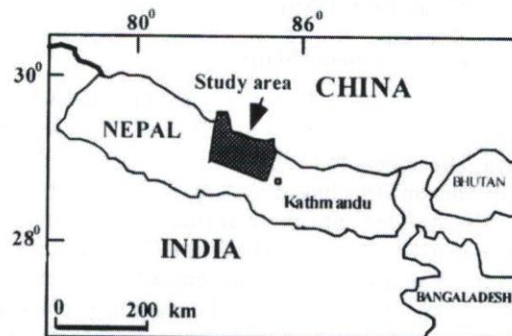 80⁰ 86⁰
30⁰
Study area
CHINA
NEPAL
BHUTAN
Kathmandu
28⁰
INDIA
BANGALADESH
0 200 km